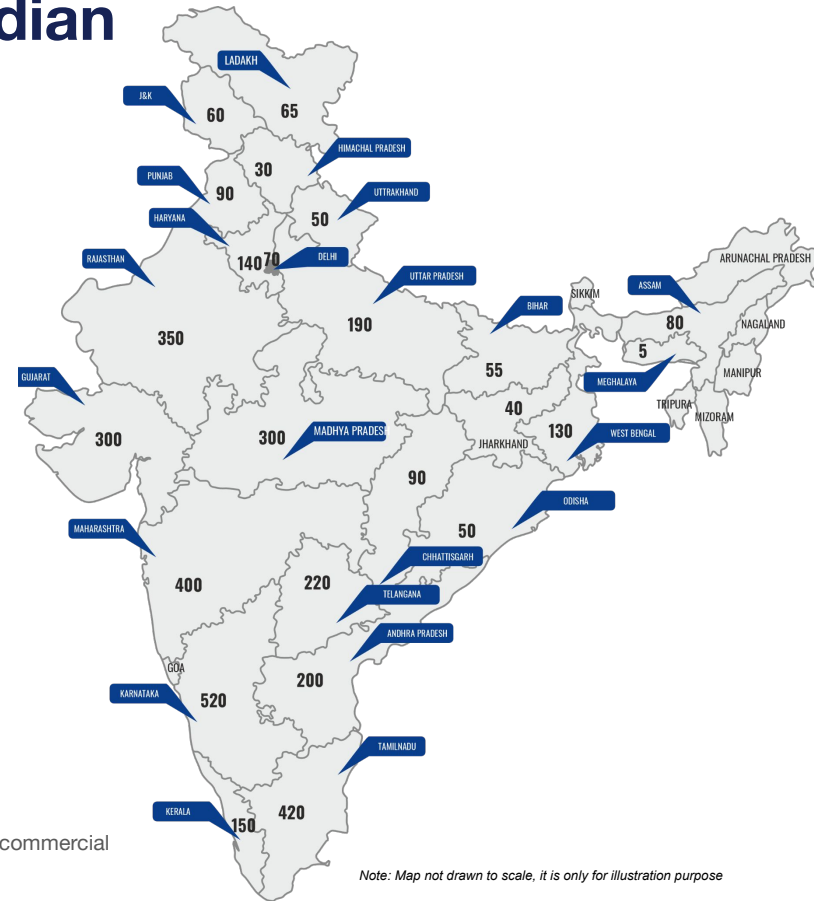 dian
LADAKH
J&K
60
65
HIMACHAL PRADESH
30
PUNJAB
90
UTTRAKHAND
50
HARYANA
140
70
DELHI
RAJASTHAN
350
UTTAR PRADESH
190
ARUNACHAL PRADESH
SIKKIM
ASSAM
80
NAGALAND
BIHAR
55
5
MEGHALAYA
MANIPUR
TRIPURA
MIZORAM
GUJARAT
300
300
MADHYA PRADESH
40
JHARKHAND
130
WEST BENGAL
90
ODISHA
50
MAHARASHTRA
400
CHHATTISGARH
220
TELANGANA
ANDHRA PRADESH
200
GOA
KARNATAKA
520
TAMILNADU
KERALA
150
420
commercial
Note: Map not drawn to scale, it is only for illustration purpose